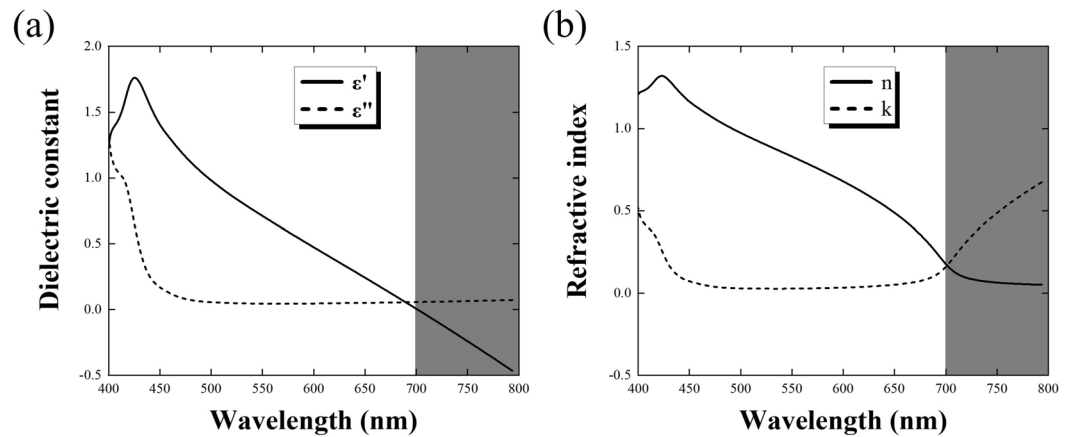 (a)
2.0
1.5
1.0
0.5
0.0
-0.5
Dielectric constant
ε'
ε''
400 450 500 550 600 650 700 750 800
Wavelength (nm)
(b)
1.5
1.0
0.5
0.0
-0.5
Refractive index
n
k
400 450 500 550 600 650 700 750 800
Wavelength (nm)